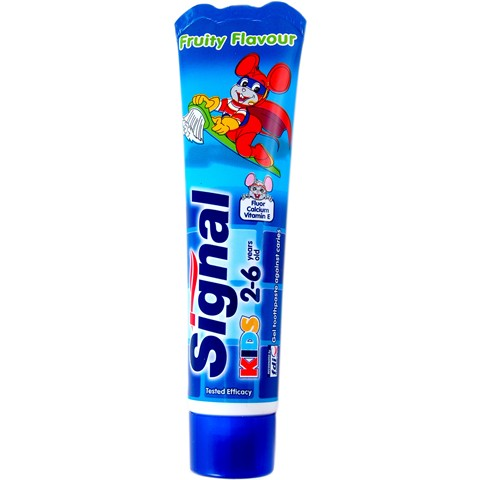 Fruity Flavour
Fluor
Calcium
Vitamin E
Signal
KIDS
2-6 years
old
Gel toothpaste against caries
Tested Efficacy